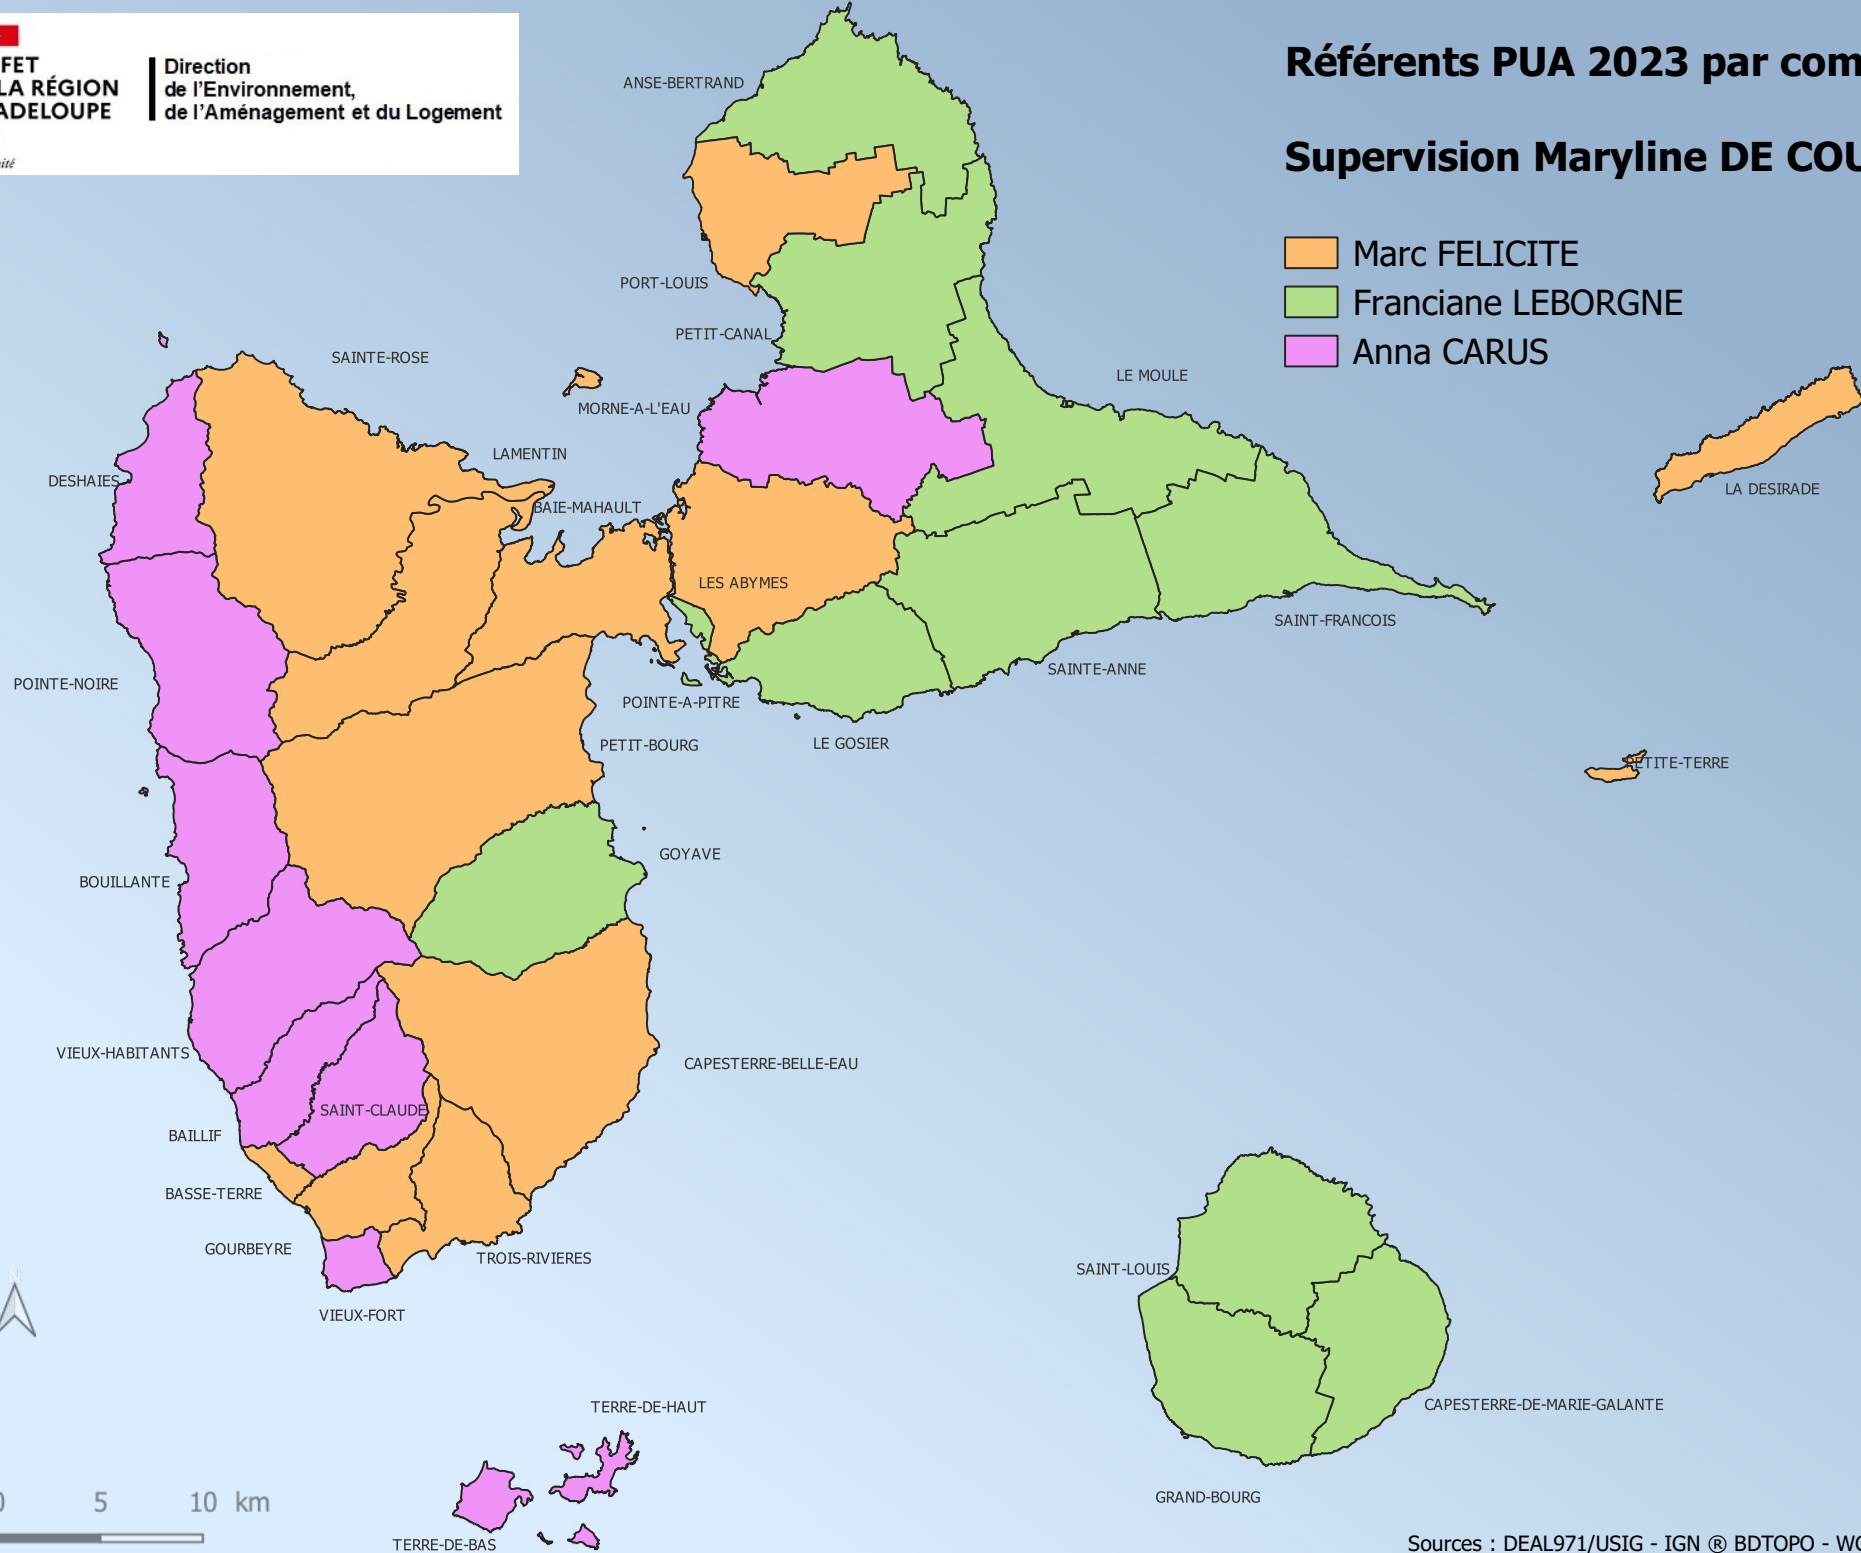 FET
LA RÉGION
ADELOUPE
ité
Direction
de l'Environnement,
de l'Aménagement et du Logement
Référents PUA 2023 par com
Supervision Maryline DE COU
Marc FELICITE
Franciane LEBORGNE
Anna CARUS
ANSE-BERTRAND
PORT-LOUIS
PETIT-CANAL
SAINTE-ROSE
LE MOULE
MORNE-A-L'EAU
LAMENTIN
DESHAIES
LA DESIRADE
BAIE-MAHAULT
LES ABYMES
SAINT-FRANCOIS
SAINTE-ANNE
POINTE-NOIRE
POINTE-A-PITRE
LE GOSIER
PETIT-BOURG
PETITE-TERRE
GOYAVE
BOUILLANTE
VIEUX-HABITANTS
CAPESTERRE-BELLE-EAU
SAINT-CLAUDE
BAILLIF
BASSE-TERRE
GOURBEYRE
TROIS-RIVIERES
SAINT-LOUIS
VIEUX-FORT
N
TERRE-DE-HAUT
CAPESTERRE-DE-MARIE-GALANTE
GRAND-BOURG
0 5 10 km
TERRE-DE-BAS
Sources : DEAL971/USIG - IGN ® BDTOPO - WO